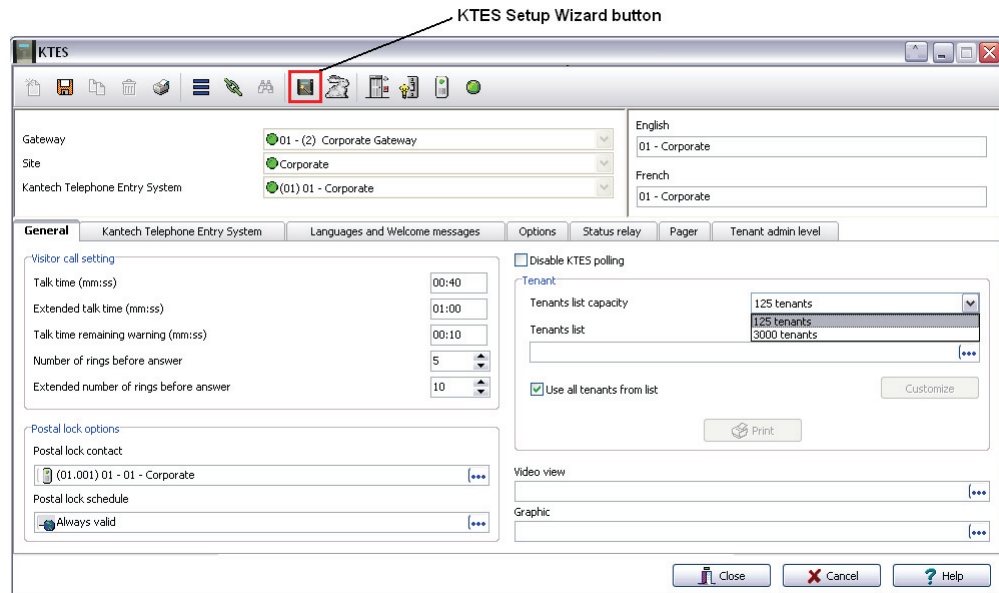 KTES Setup Wizard button
KTES
Gateway
01 - (2) Corporate Gateway
Site
Corporate
Kantech Telephone Entry System
(01) 01 - Corporate
English
01 - Corporate
French
01 - Corporate
General
Kantech Telephone Entry System
Languages and Welcome messages
Options
Status relay
Pager
Tenant admin level
Visitor call setting
Talk time (mm:ss)
00:40
Extended talk time (mm:ss)
01:00
Talk time remaining warning (mm:ss)
00:10
Number of rings before answer
5
Extended number of rings before answer
10
Postal lock options
Postal lock contact
(01.001) 01 - 01 - Corporate
Postal lock schedule
Always valid
Disable KTES polling
Tenant
Tenants list capacity
125 tenants
125 tenants
3000 tenants
Tenants list
Use all tenants from list
Customize
Print
Video view
Graphic
Close
Cancel
Help